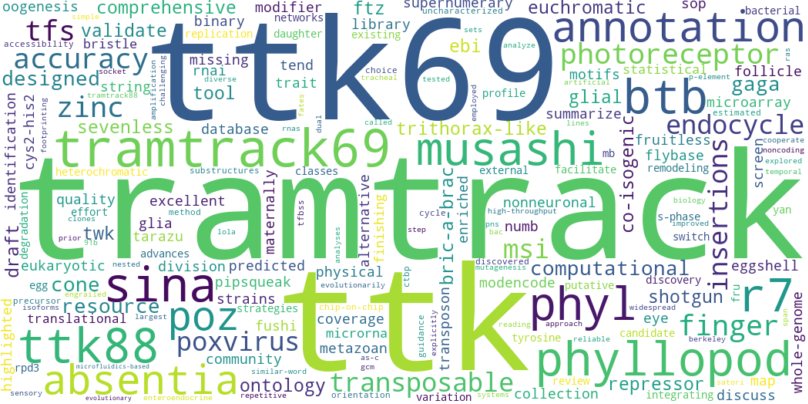 oogenesis comprehensive modifier ftz supernumerary euchromatic sop bacterial
uncharacterized simple
tfs validate binary networks library existing sets analyze annotation
accessibility bristle replication daughter
accuracy missing rnai tend ebi motifs statistical ras
socket diverse trait tested p-element
designed string tool tracheal profile photoreceptor
tramtrack88 choice artificial
amplification challenging fates dual employed
ttk69
zinc database rnas called glial btb microarray follicle gaga
sevenless trithorax-like summarize lines estimated endocycle
cys2-his2 footprinting
tramtrack69 musashi mb fruitless flybase screen noncoding cooperate
identification draft heterochromatic substructures classes external facilitate remodeling explored temporal
tramtrack
degradation quality excellent maternally alternative finishing enriched nonneuronal co-isogenic insertions s-phase biology
effort method glia tfbss cycle high-throughput numb improved yan
clones lola pns bac switch
prior 91b tarazu twk advances analyses step msi discovered
eukaryotic division predicted nested evolutionarily ctbp mutagenesis computational eggshell
egg cone pipsqueak physical transposon bric-a-brac modencode putative discovery fru
precursor engrailed sina strains metazoan phyl shotgun r7
resource isoforms largest strategies chip-on-chip reading widespread
translational poz fushi coverage approach eye finger
highlighted microrna guidance explicitly tyrosine candidate berkeley
ttk
ttk88 poxvirus reliable whole-genome
rpd3 microfluidics-based community similar-word phyllopod
absentia ontology as-c transposable review satori map span
gcm repressor integrating
sensory evolutionary enteroendocrine repetitive orientation variation systems collection discuss